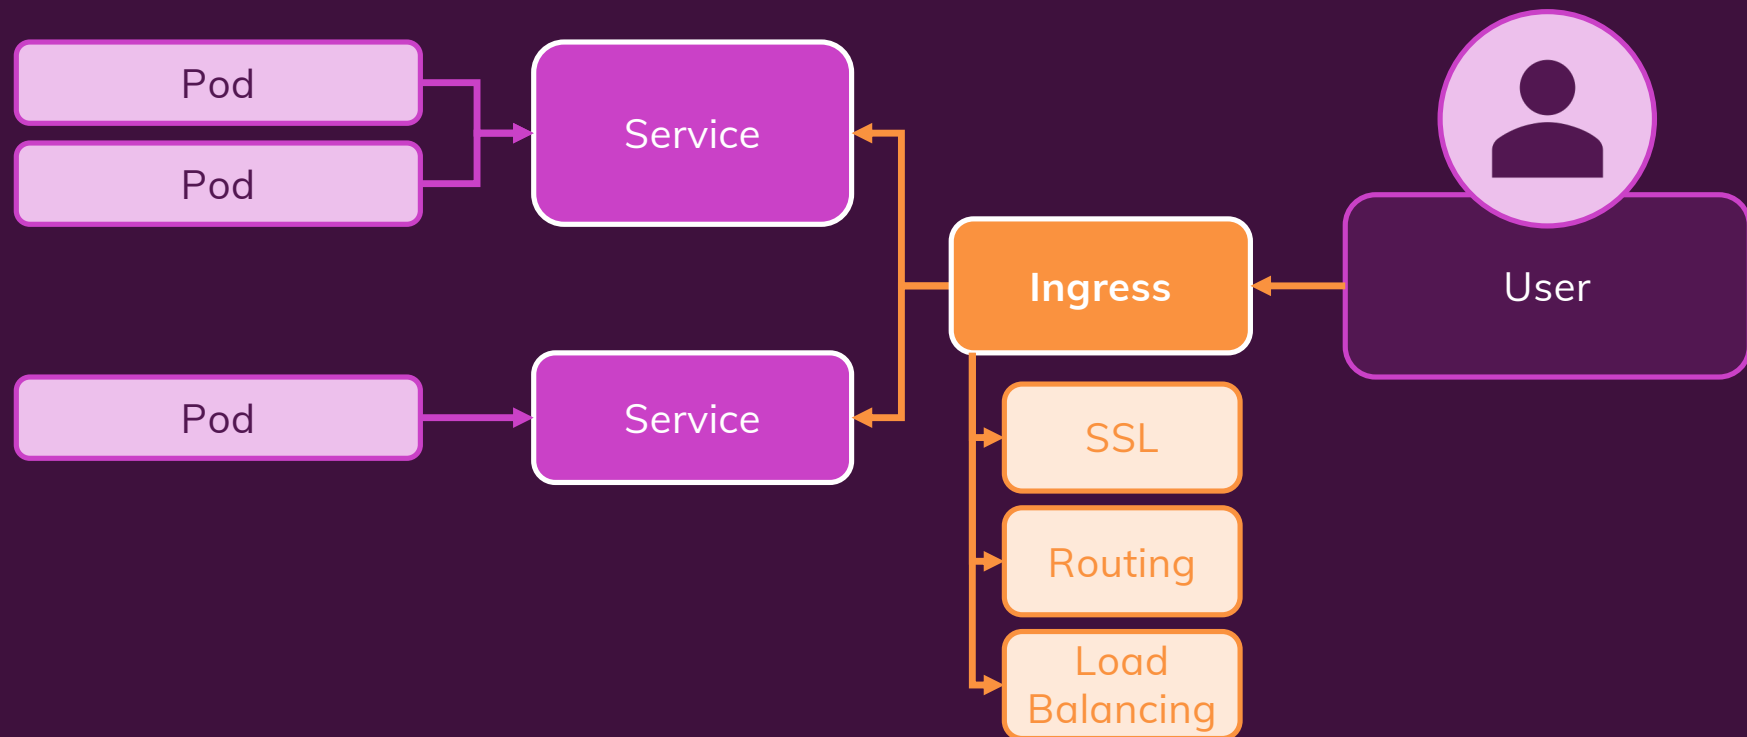 Pod
Pod
Service
Ingress
User
Pod
Service
SSL
Routing
Load
Balancing